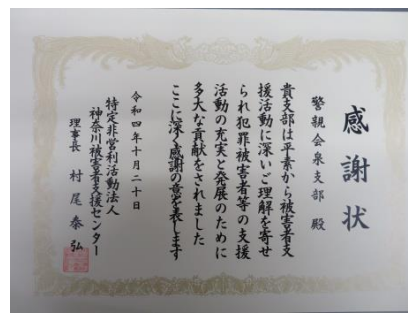 感謝状
警親会泉支部 殿
貴支部は平素から被害者支
援活動に深いご理解を寄せ
られ犯罪被害者等の支援
活動の充実と発展のために
多大な貢献をされました
ここに深く感謝の意を表します
令和四年十月二十日
特定非営利活動法人
神奈川被害者支援センター
理事長 村尾泰弘